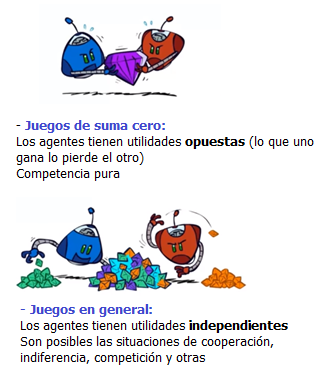 - Juegos de suma cero:
Los agentes tienen utilidades opuestas (lo que uno
gana lo pierde el otro)
Competencia pura
- Juegos en general:
Los agentes tienen utilidades independientes
Son posibles las situaciones de cooperación,
indiferencia, competición y otras